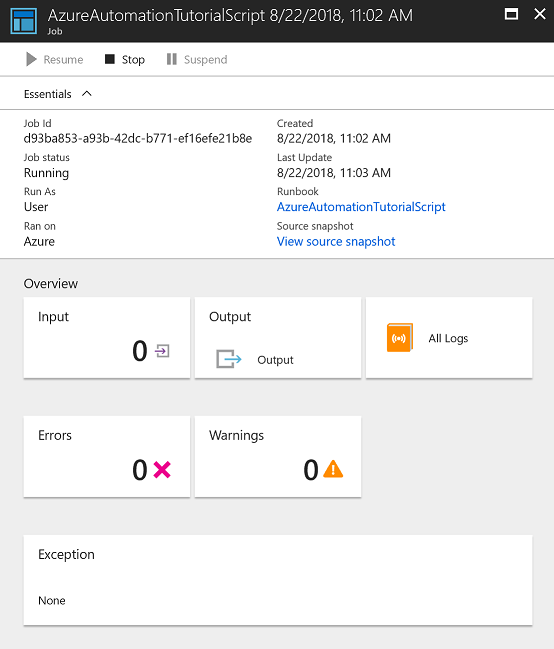 AzureAutomationTutorialScript 8/22/2018, 11:02 AM
Job
Resume Stop Suspend
Essentials
Job Id Created
d93ba853-a93b-42dc-b771-ef16efe21b8e 8/22/2018, 11:02 AM
Job status Last Update
Running 8/22/2018, 11:03 AM
Run As Runbook
User AzureAutomationTutorialScript
Ran on Source snapshot
Azure View source snapshot
Overview
Input Output
0 Output All Logs
Errors Warnings
0 0
Exception
None